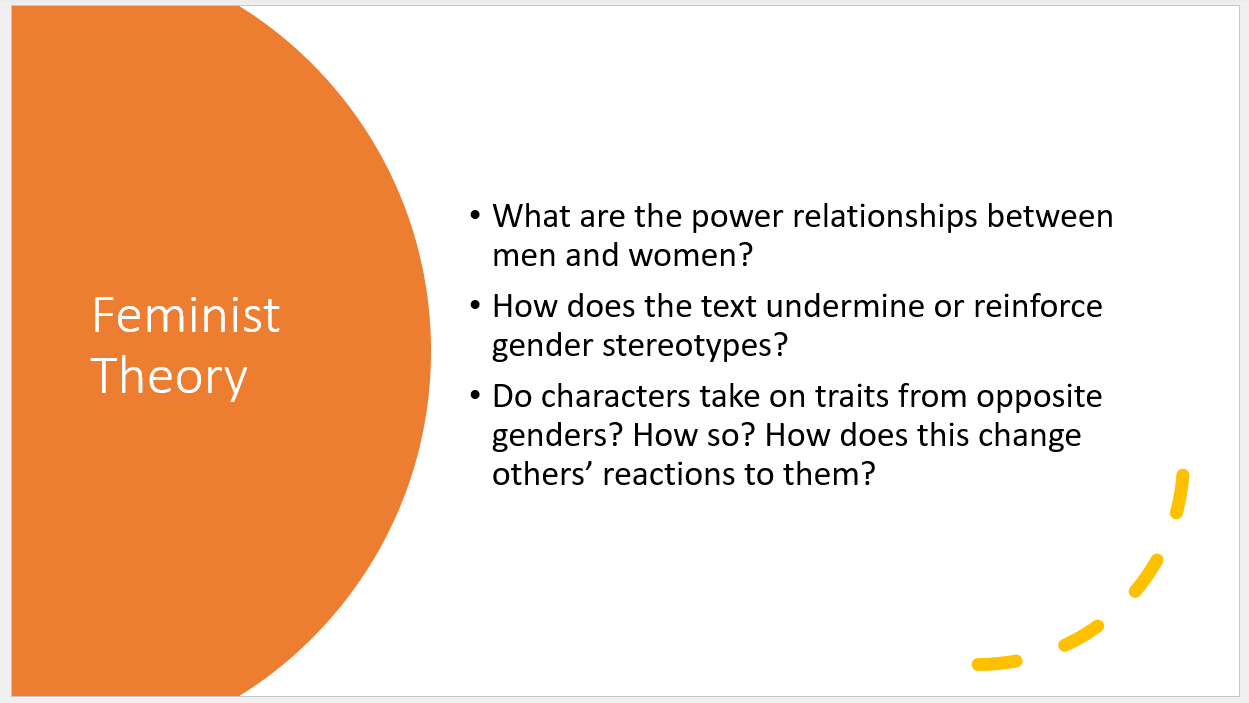 Feminist
Theory
• What are the power relationships between
men and women?
• How does the text undermine or reinforce
gender stereotypes?
• Do characters take on traits from opposite
genders? How so? How does this change
others’ reactions to them?